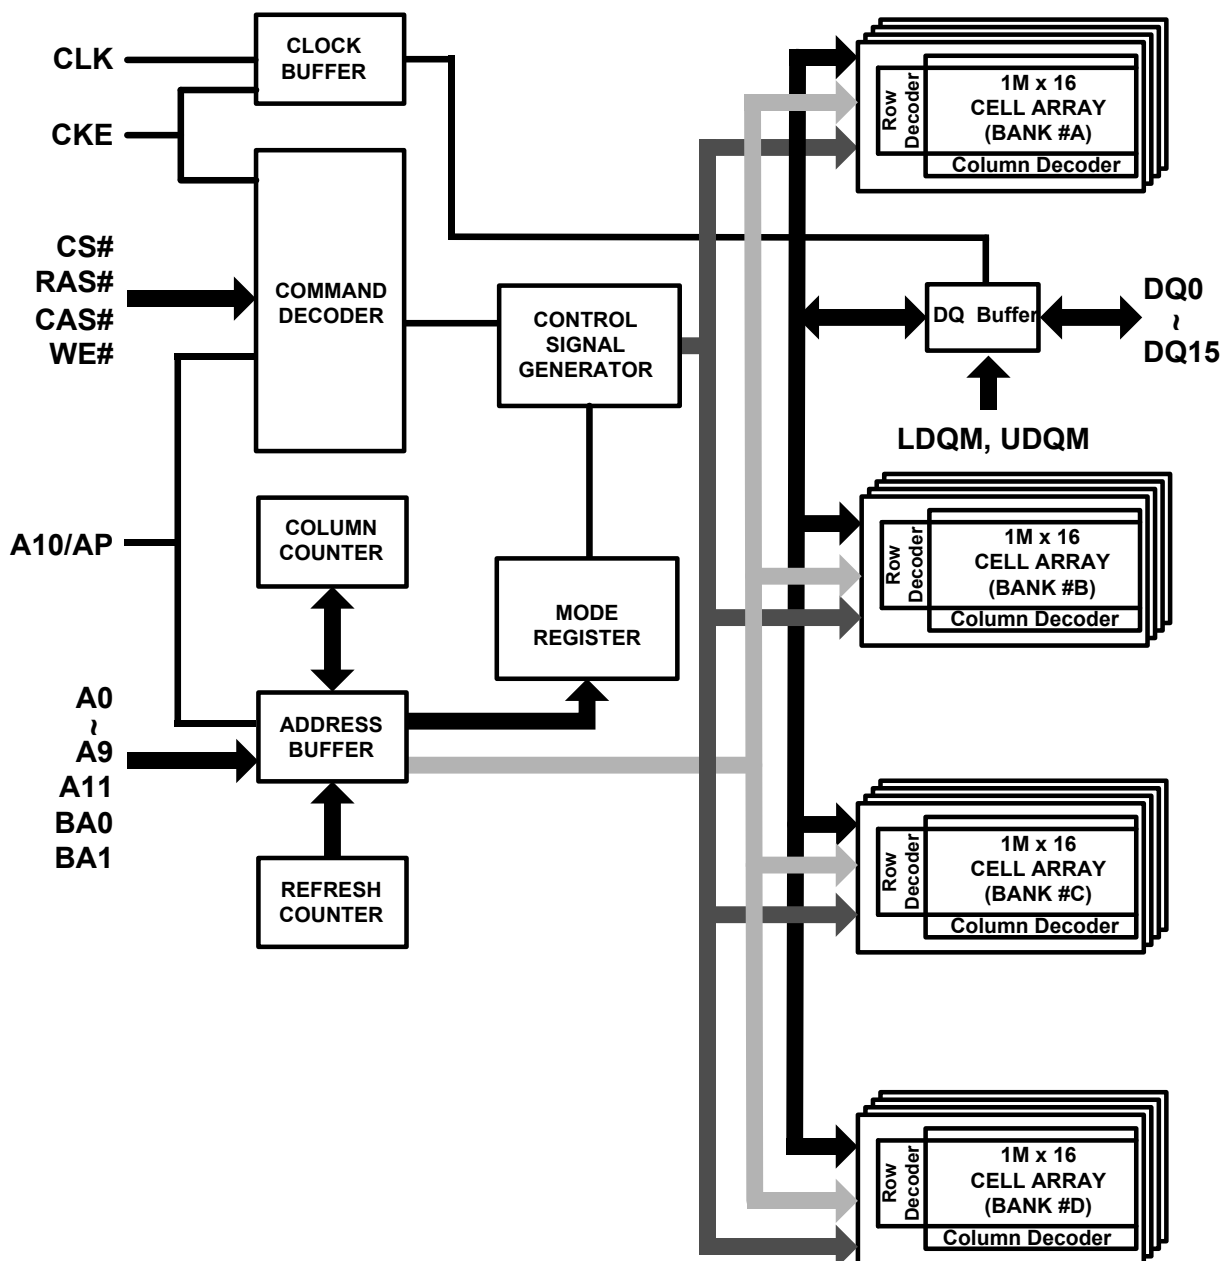 CLK
CKE
CS#
RAS#
CAS#
WE#
A10/AP
A0
~
A9
A11
BA0
BA1
CLOCK
BUFFER
COMMAND
DECODER
COLUMN
COUNTER
ADDRESS
BUFFER
REFRESH
COUNTER
CONTROL
SIGNAL
GENERATOR
MODE
REGISTER
Row
Decoder
1M x 16
CELL ARRAY
(BANK #A)
Column Decoder
DQ Buffer
DQ0
~
DQ15
LDQM, UDQM
Row
Decoder
1M x 16
CELL ARRAY
(BANK #B)
Column Decoder
Row
Decoder
1M x 16
CELL ARRAY
(BANK #C)
Column Decoder
Row
Decoder
1M x 16
CELL ARRAY
(BANK #D)
Column Decoder